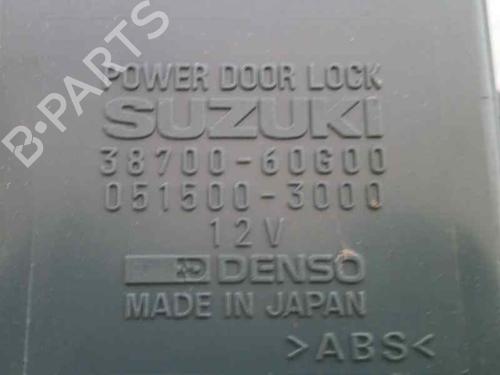 B-PARTS
POWER DOOR LOCK
SUZUKI
38700-60G00
051500-3000
12V
DENSO
MADE IN JAPAN
>ABS<